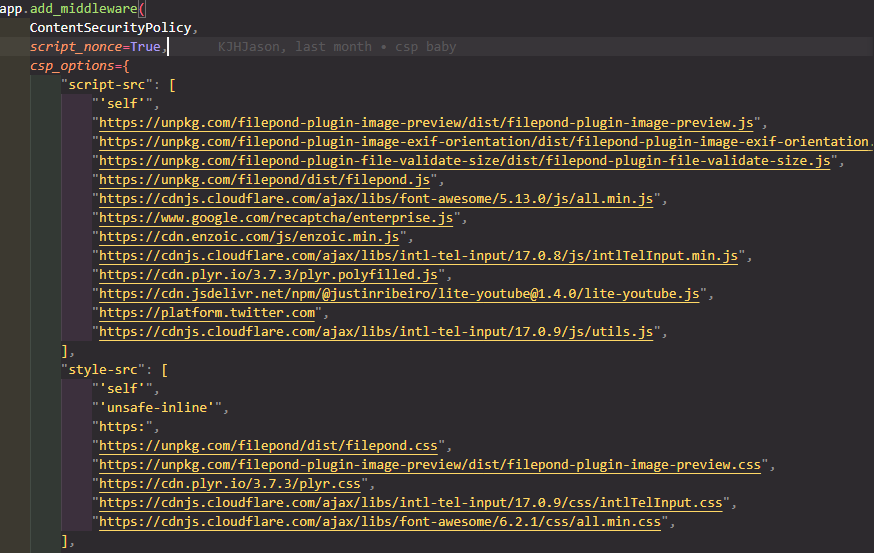 app.add_middleware(
ContentSecurityPolicy,
script_nonce=True, KJHJason, last month • csp baby
csp_options={
"script-src": [
"'self'",
"https://unpkg.com/filepond-plugin-image-preview/dist/filepond-plugin-image-preview.js",
"https://unpkg.com/filepond-plugin-image-exif-orientation/dist/filepond-plugin-image-exif-orientation.
"https://unpkg.com/filepond-plugin-file-validate-size/dist/filepond-plugin-file-validate-size.js",
"https://unpkg.com/filepond/dist/filepond.js",
"https://cdnjs.cloudflare.com/ajax/libs/font-awesome/5.13.0/js/all.min.js",
"https://www.google.com/recaptcha/enterprise.js",
"https://cdn.enzoic.com/js/enzoic.min.js",
"https://cdnjs.cloudflare.com/ajax/libs/intl-tel-input/17.0.8/js/intlTelInput.min.js",
"https://cdn.plyr.io/3.7.3/plyr.polyfilled.js",
"https://cdn.jsdelivr.net/npm/@justinribeiro/lite-youtube@1.4.0/lite-youtube.js",
"https://platform.twitter.com",
"https://cdnjs.cloudflare.com/ajax/libs/intl-tel-input/17.0.9/js/utils.js",
],
"style-src": [
"'self'",
"'unsafe-inline'",
"https:",
"https://unpkg.com/filepond/dist/filepond.css",
"https://unpkg.com/filepond-plugin-image-preview/dist/filepond-plugin-image-preview.css",
"https://cdn.plyr.io/3.7.3/plyr.css",
"https://cdnjs.cloudflare.com/ajax/libs/intl-tel-input/17.0.9/css/intlTelInput.css",
"https://cdnjs.cloudflare.com/ajax/libs/font-awesome/6.2.1/css/all.min.css",
],